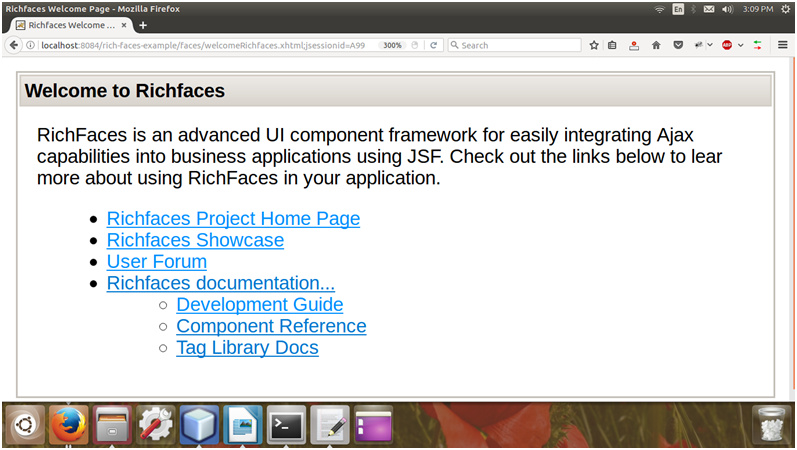 Richfaces Welcome Page - Mozilla Firefox
En
3:09 PM
Richfaces Welcome ...
localhost:8084/rich-faces-example/faces/welcomeRichfaces.xhtml;jsessionid=A99
300%
Search
ABP
Welcome to Richfaces
RichFaces is an advanced UI component framework for easily integrating Ajax
capabilities into business applications using JSF. Check out the links below to lear
more about using RichFaces in your application.
Richfaces Project Home Page
Richfaces Showcase
User Forum
Richfaces documentation...
Development Guide
Component Reference
Tag Library Docs